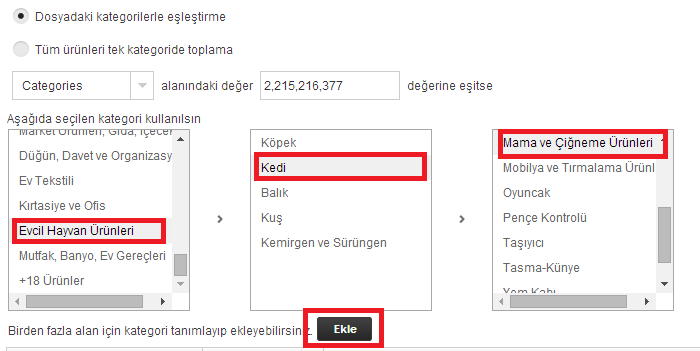 Dosyadaki kategorilerle eşleştirme
Tüm ürünleri tek kategoride toplama
Categories alanındaki değer 2,215,216,377 değerine eşitse
Aşağıda seçilen kategori kullanılsın
Market Ürünleri, Gıda, İçecek
Düğün, Davet ve Organizasy
Ev Tekstili
Kırtasiye ve Ofis
Evcil Hayvan Ürünleri
Mutfak, Banyo, Ev Gereçleri
+18 Ürünler
Köpek
Kedi
Balık
Kuş
Kemirgen ve Sürüngen
Mama ve Çiğneme Ürünleri
Mobilya ve Tırmalama Ürünl
Oyuncak
Pençe Kontrolü
Taşıyıcı
Tasma-Künye
Yem Kabı
Birden fazla alan için kategori tanımlayıp ekleyebilirsiniz. Ekle